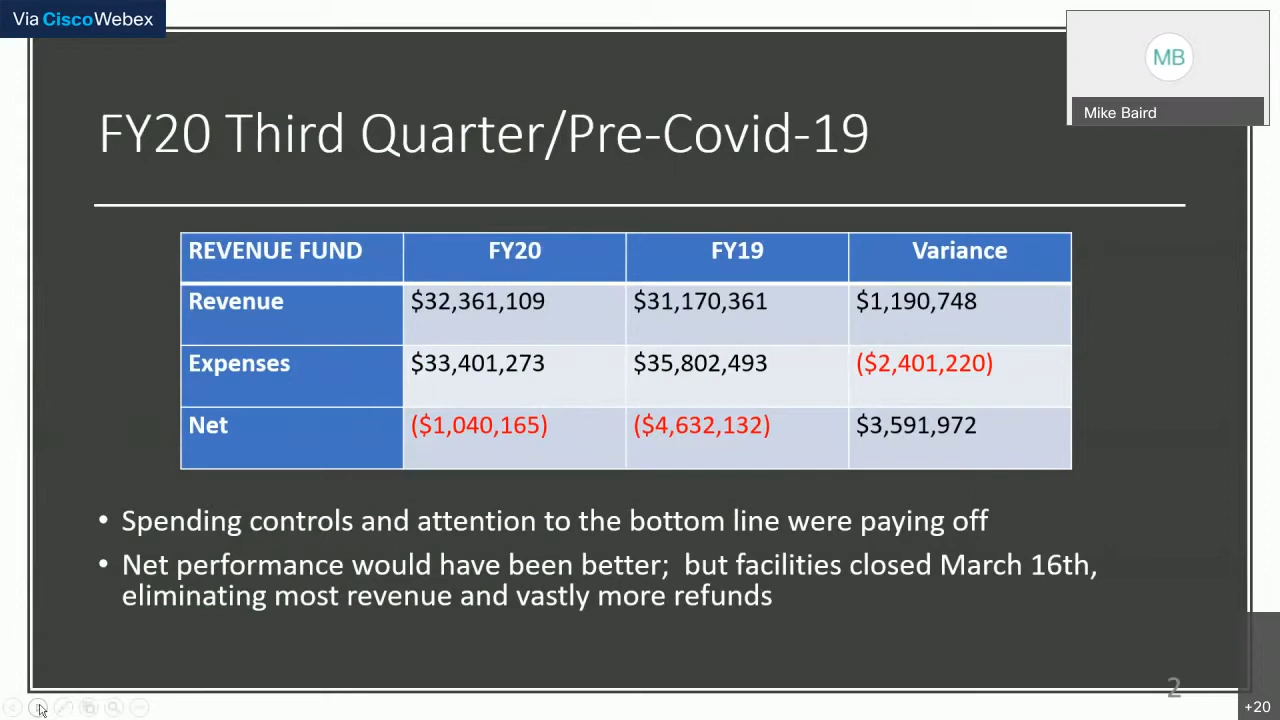 Via CiscoWebex
MB
Mike Baird
FY20 Third Quarter/Pre-Covid-19
REVENUE FUND FY20 FY19 Variance
Revenue $32,361,109 $31,170,361 $1,190,748
Expenses $33,401,273 $35,802,493 ($2,401,220)
Net ($1,040,165) ($4,632,132) $3,591,972
• Spending controls and attention to the bottom line were paying off
• Net performance would have been better;  but facilities closed March 16th,
eliminating most revenue and vastly more refunds
2
+20